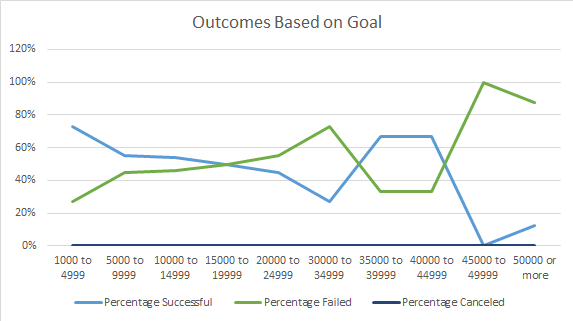 Outcomes Based on Goal
120%
100%
80%
60%
40%
20%
0%
1000 to 5000 to 10000 to 15000 to 20000 to 30000 to 35000 to 40000 to 45000 to 50000 or
4999 9999 14999 19999 24999 34999 39999 44999 49999 more
Percentage Successful Percentage Failed Percentage Canceled